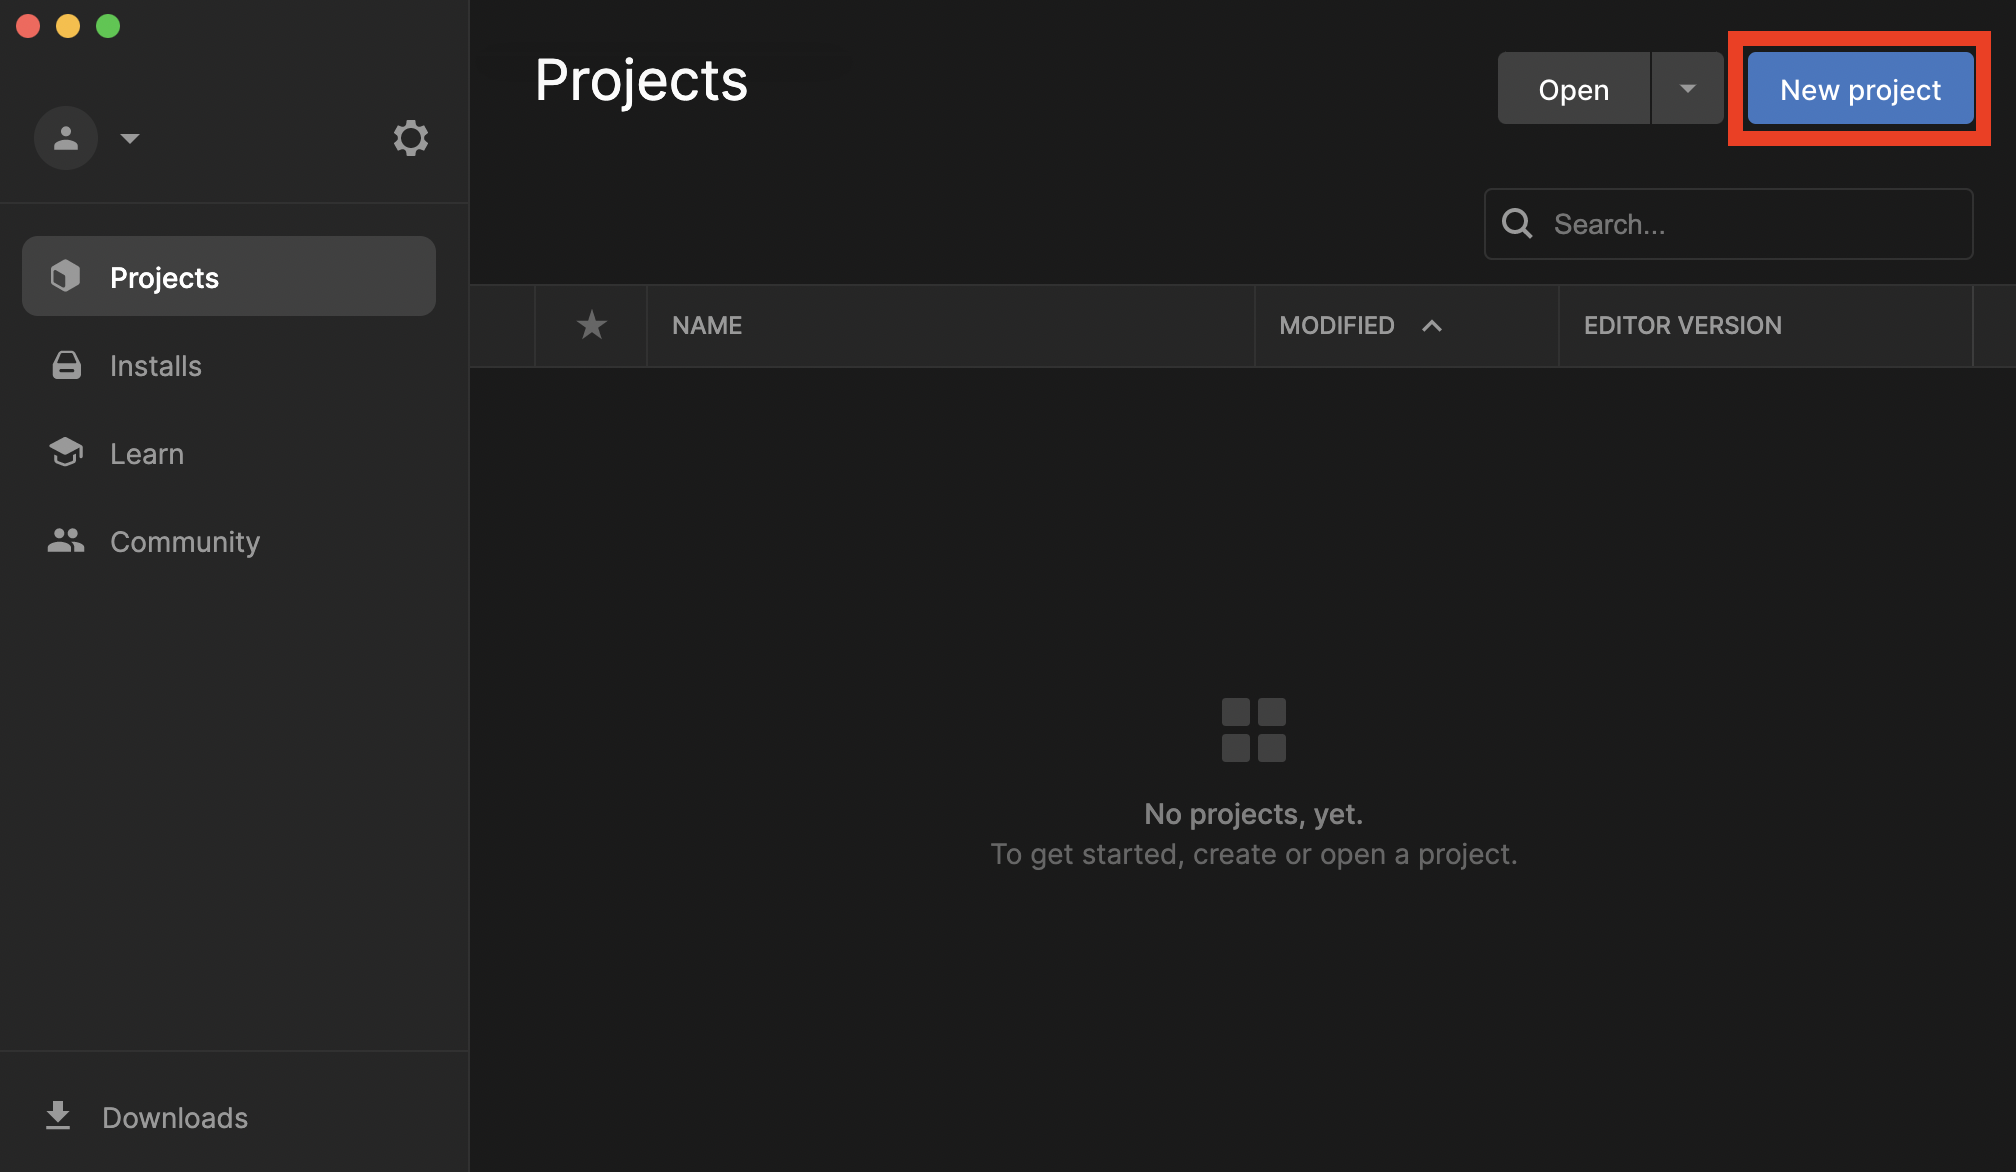 Projects
Open
New project
Search...
Projects
Installs
Learn
Community
NAME
MODIFIED
EDITOR VERSION
No projects, yet.
To get started, create or open a project.
Downloads